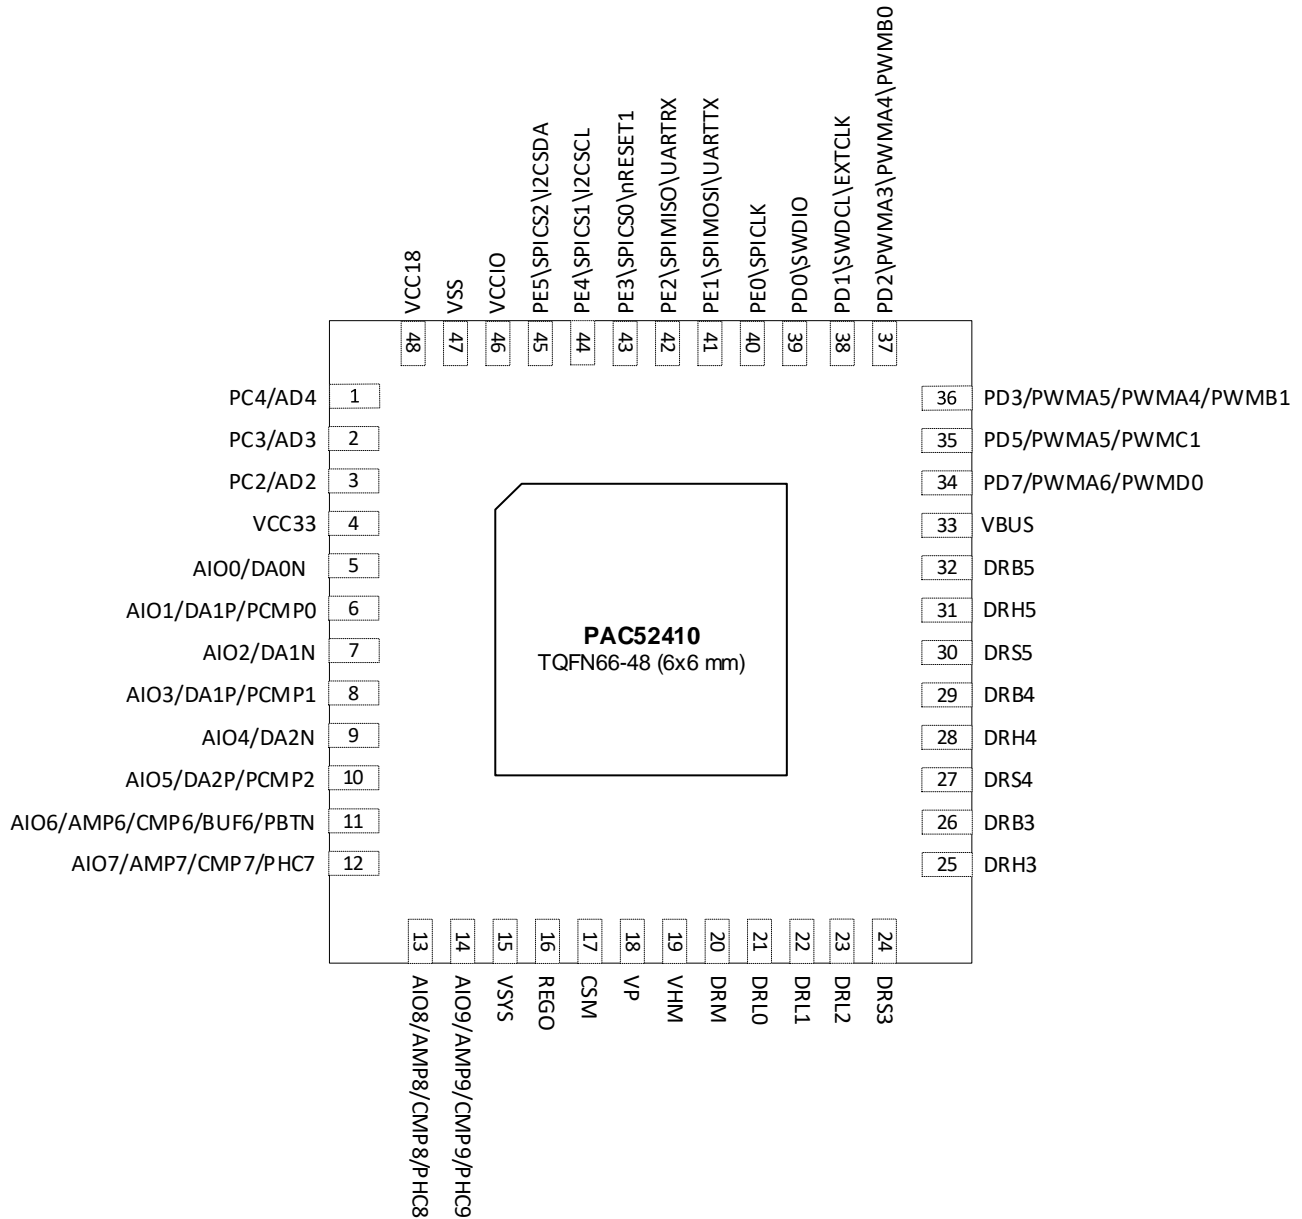 VCC18
VSS
VCCIO
PE5\SPICS2\I2CSDA
PE4\SPICS1\I2CSCL
PE3\SPICS0\nRESET1
PE2\SPIMISO\UARTRX
PE1\SPIMOSI\UARTTX
PE0\SPICLK
PD0\SWDIO
PD1\SWDCL\EXTCLK
PD2\PWMA3\PWMA4\PWMB0
48
47
46
45
44
43
42
41
40
39
38
37
PC4/AD4 1
PC3/AD3 2
PC2/AD2 3
VCC33 4
AIO0/DA0N 5
AIO1/DA1P/PCMP0 6
AIO2/DA1N 7
AIO3/DA1P/PCMP1 8
AIO4/DA2N 9
AIO5/DA2P/PCMP2 10
AIO6/AMP6/CMP6/BUF6/PBTN 11
AIO7/AMP7/CMP7/PHC7 12
PAC52410
TQFN66-48 (6x6 mm)
36 PD3/PWMA5/PWMA4/PWMB1
35 PD5/PWMA5/PWMC1
34 PD7/PWMA6/PWMD0
33 VBUS
32 DRB5
31 DRH5
30 DRS5
29 DRB4
28 DRH4
27 DRS4
26 DRB3
25 DRH3
13
14
15
16
17
18
19
20
21
22
23
24
AIO8/AMP8/CMP8/PHC8
AIO9/AMP9/CMP9/PHC9
VSYS
REGO
CSM
VP
VHM
DRM
DRL0
DRL1
DRL2
DRS3